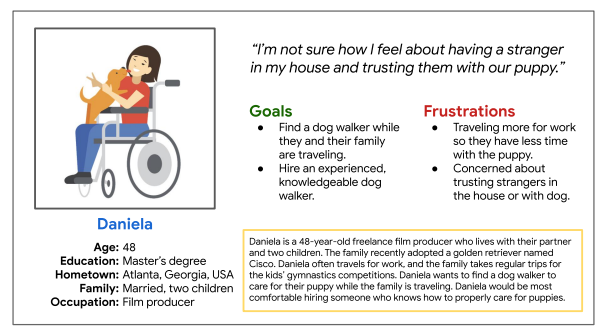 “I’m not sure how I feel about having a stranger
in my house and trusting them with our puppy.”
Goals
● Find a dog walker while
they and their family
are traveling.
● Hire an experienced,
knowledgeable dog
walker.
Frustrations
● Traveling more for work
so they have less time
with the puppy.
● Concerned about
trusting strangers in
the house or with dog.
Daniela
Age: 48
Education: Master’s degree
Hometown: Atlanta, Georgia, USA
Family: Married, two children
Occupation: Film producer
Daniela is a 48-year-old freelance film producer who lives with their partner
and two children. The family recently adopted a golden retriever named
Cisco. Daniela often travels for work, and the family takes regular trips for
the kids’ gymnastics competitions. Daniela wants to find a dog walker to
care for their puppy while the family is traveling. Daniela would be most
comfortable hiring someone who knows how to properly care for puppies.